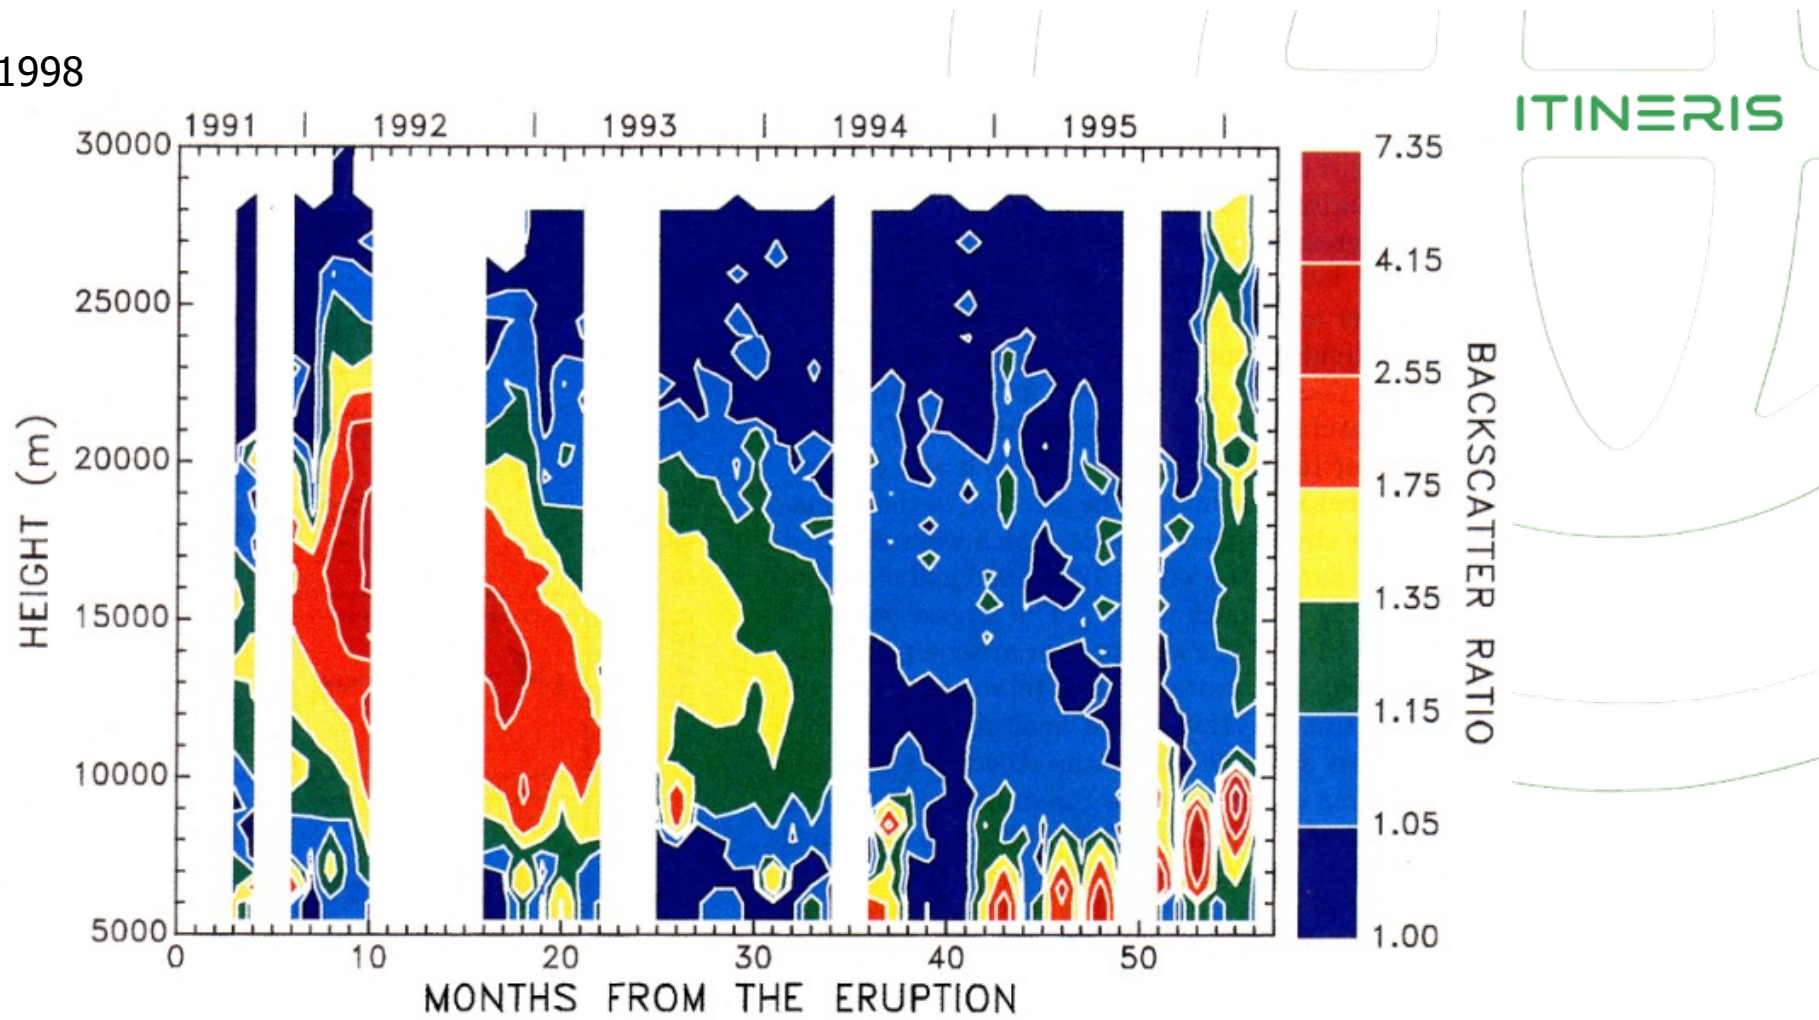 1998
ITINERIS
1991 | 1992 | 1993 | 1994 | 1995 |
30000
25000
20000
15000
10000
5000
HEIGHT (m)
0 10 20 30 40 50
MONTHS FROM THE ERUPTION
7.35
4.15
2.55
1.75
1.35
1.15
1.05
1.00
BACKSCATTER RATIO